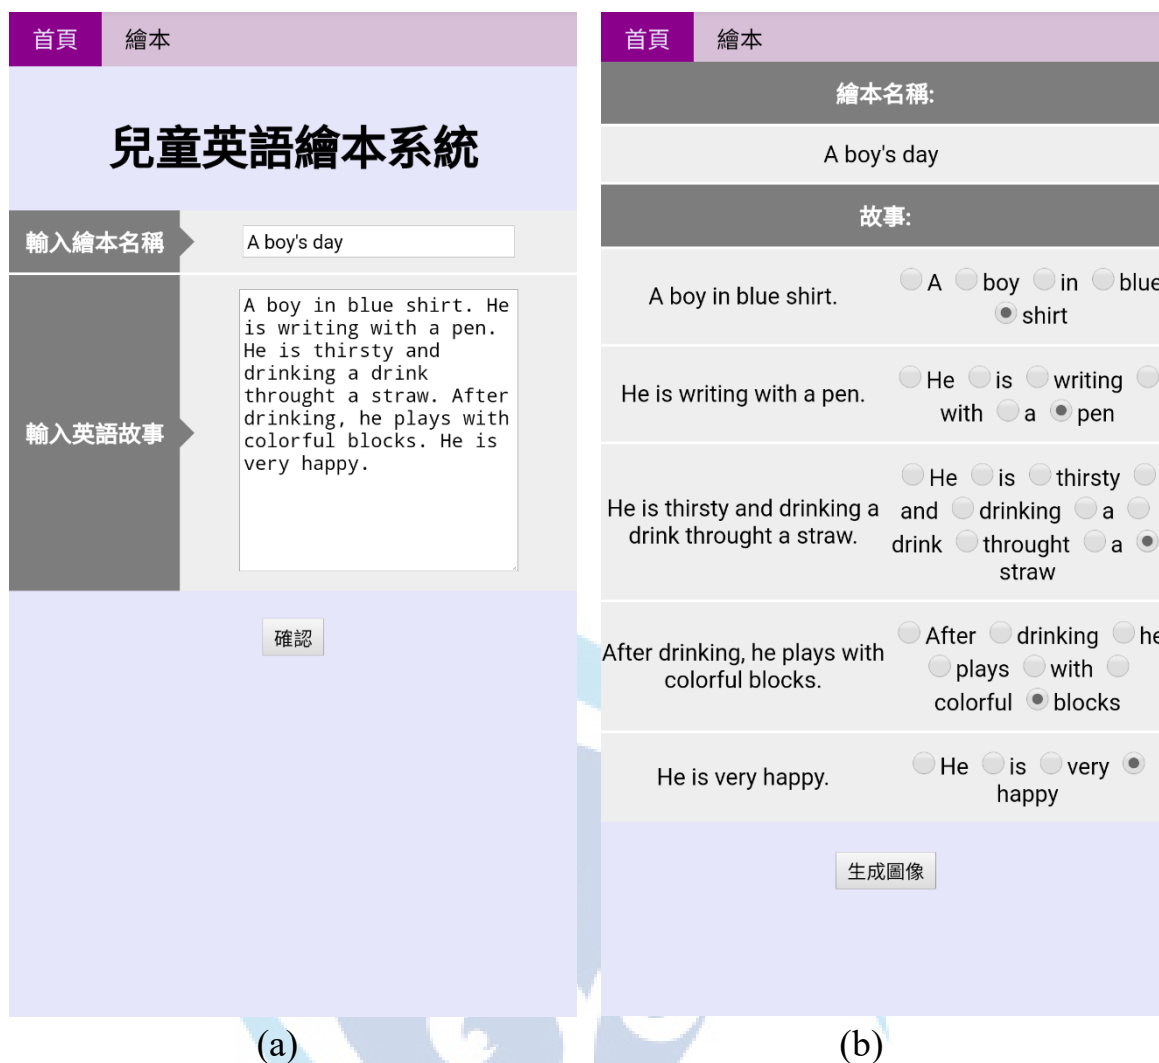 首頁 繪本
兒童英語繪本系統
輸入繪本名稱
A boy's day
輸入英語故事
A boy in blue shirt. He
is writing with a pen.
He is thirsty and
drinking a drink
throught a straw. After
drinking, he plays with
colorful blocks. He is
very happy.
確認
(a)
首頁 繪本
繪本名稱:
A boy's day
故事:
A boy in blue shirt.
A boy in blue
shirt
He is writing with a pen.
He is writing
with a pen
He is thirsty and drinking a
drink throught a straw.
He is thirsty
and drinking a
drink throught a
straw
After drinking, he plays with
colorful blocks.
After drinking he
plays with
colorful blocks
He is very happy.
He is very
happy
生成圖像
(b)